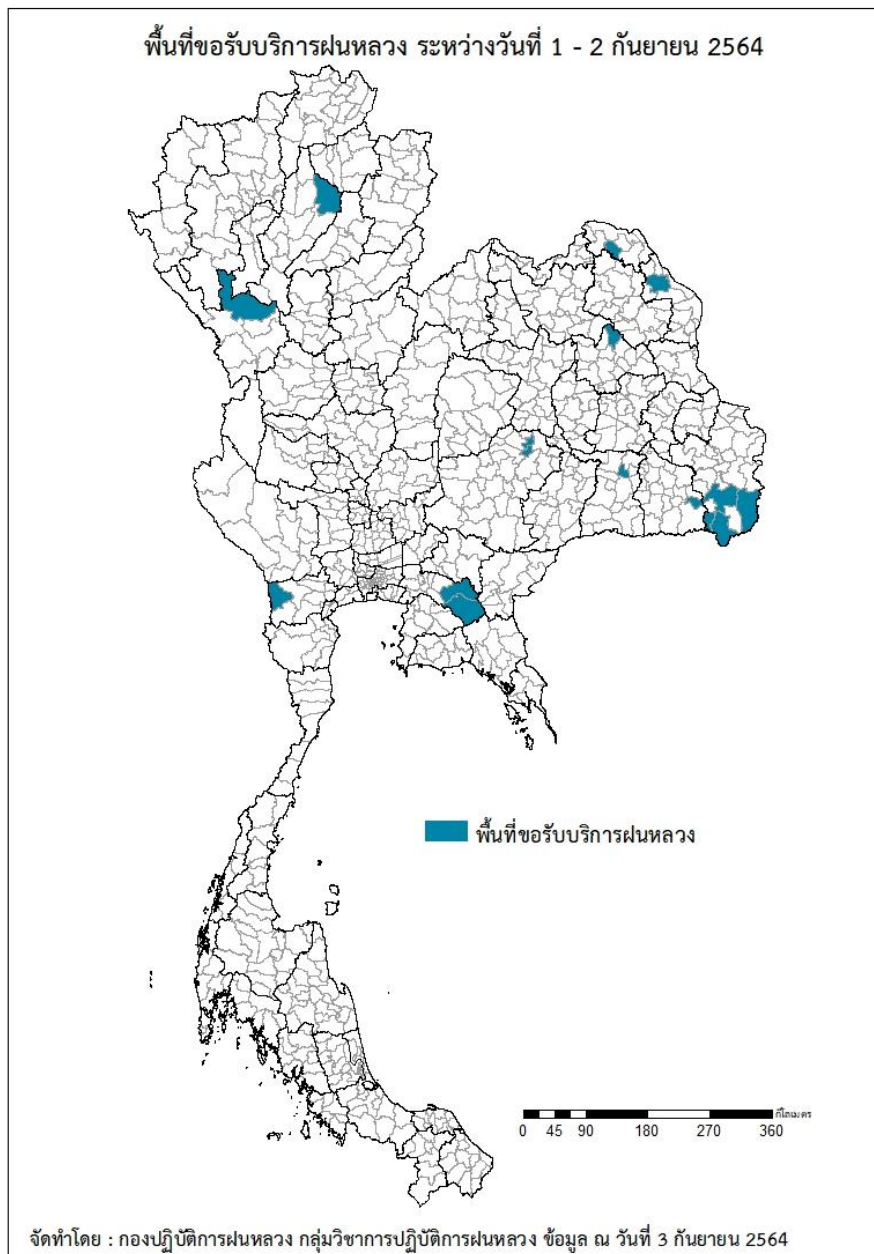 พื้นที่ขอรับบริการฝนหลวง ระหว่างวันที่ 1 - 2 กันยายน 2564
พื้นที่ขอรับบริการฝนหลวง
กิโลเมตร
0 45 90 180 270 360
จัดทำโดย : กองปฏิบัติการฝนหลวง กลุ่มวิชาการปฏิบัติการฝนหลวง ข้อมูล ณ วันที่ 3 กันยายน 2564